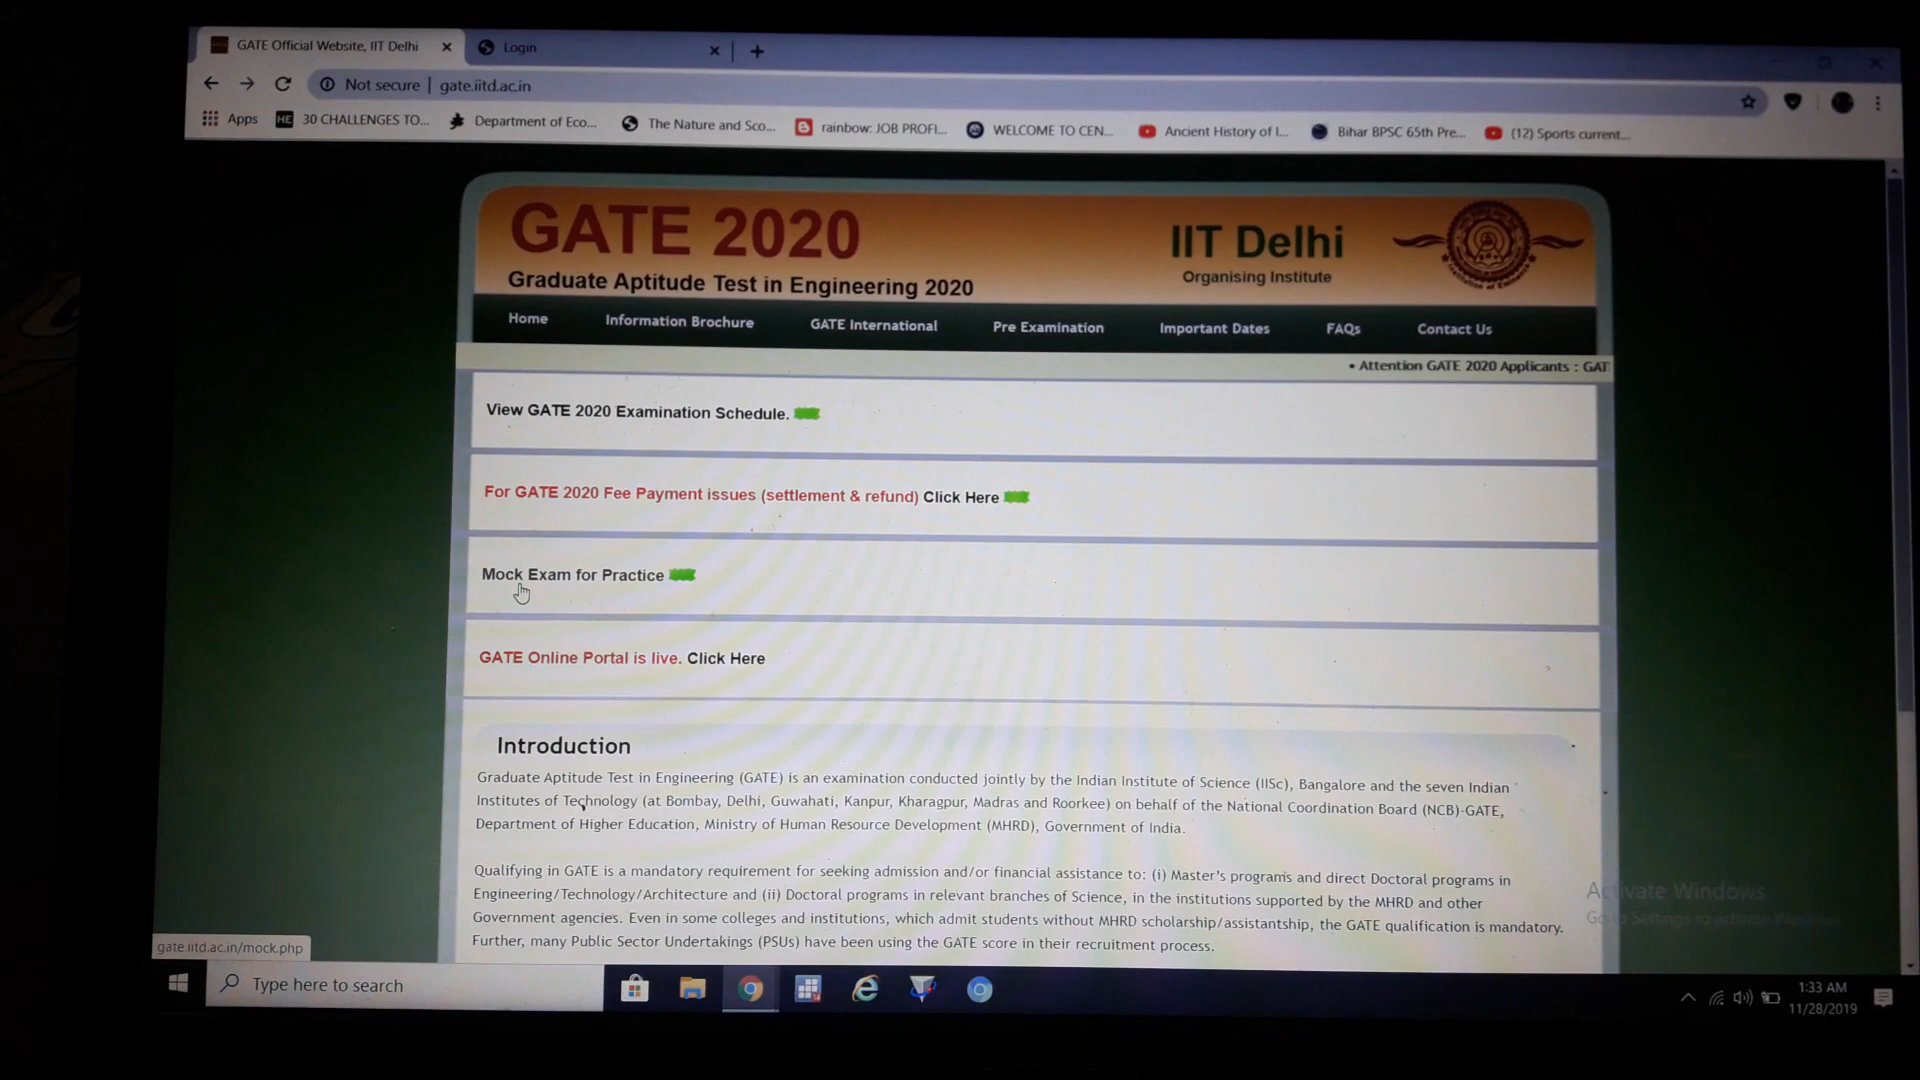 GATE Official Website, IIT Delhi
Login
Not secure | gate.iitd.ac.in
Apps
30 CHALLENGES TO...
Department of Eco...
The Nature and Sco...
rainbow: JOB PROFI...
WELCOME TO CEN...
Ancient History of I...
Bihar BPSC 65th Pre...
(12) Sports current...
GATE 2020
Graduate Aptitude Test in Engineering 2020
IIT Delhi
Organising Institute
Home
Information Brochure
GATE International
Pre Examination
Important Dates
FAQs
Contact Us
• Attention GATE 2020 Applicants : GAT
View GATE 2020 Examination Schedule.
For GATE 2020 Fee Payment issues (settlement & refund) Click Here
Mock Exam for Practice
GATE Online Portal is live. Click Here
Introduction
Graduate Aptitude Test in Engineering (GATE) is an examination conducted jointly by the Indian Institute of Science (IISc), Bangalore and the seven Indian
Institutes of Technology (at Bombay, Delhi, Guwahati, Kanpur, Kharagpur, Madras and Roorkee) on behalf of the National Coordination Board (NCB)-GATE,
Department of Higher Education, Ministry of Human Resource Development (MHRD), Government of India.
Qualifying in GATE is a mandatory requirement for seeking admission and/or financial assistance to: (i) Master's programs and direct Doctoral programs in
Engineering/Technology/Architecture and (ii) Doctoral programs in relevant branches of Science, in the institutions supported by the MHRD and other
Government agencies. Even in some colleges and institutions, which admit students without MHRD scholarship/assistantship, the GATE qualification is mandatory.
Further, many Public Sector Undertakings (PSUs) have been using the GATE score in their recruitment process.
Activate Windows
Go to Settings to activate Windows.
gate.iitd.ac.in/mock.php
Type here to search
1:33 AM
11/28/2019